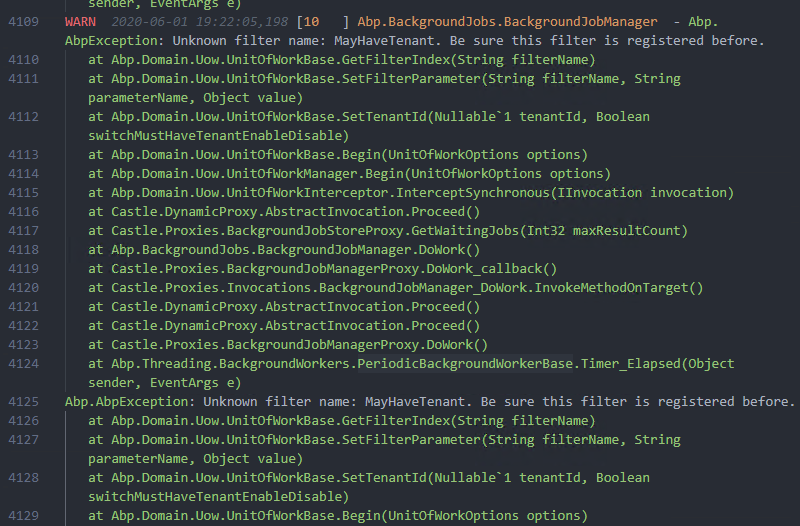 sender, EventArgs e)
4109 WARN 2020-06-01 19:22:05,198 [10 ] Abp.BackgroundJobs.BackgroundJobManager - Abp.
AbpException: Unknown filter name: MayHaveTenant. Be sure this filter is registered before.
4110 at Abp.Domain.Uow.UnitOfWorkBase.GetFilterIndex(String filterName)
4111 at Abp.Domain.Uow.UnitOfWorkBase.SetFilterParameter(String filterName, String
parameterName, Object value)
4112 at Abp.Domain.Uow.UnitOfWorkBase.SetTenantId(Nullable`1 tenantId, Boolean
switchMustHaveTenantEnableDisable)
4113 at Abp.Domain.Uow.UnitOfWorkBase.Begin(UnitOfWorkOptions options)
4114 at Abp.Domain.Uow.UnitOfWorkManager.Begin(UnitOfWorkOptions options)
4115 at Abp.Domain.Uow.UnitOfWorkInterceptor.InterceptSynchronous(IInvocation invocation)
4116 at Castle.DynamicProxy.AbstractInvocation.Proceed()
4117 at Castle.Proxies.BackgroundJobStoreProxy.GetWaitingJobs(Int32 maxResultCount)
4118 at Abp.BackgroundJobs.BackgroundJobManager.DoWork()
4119 at Castle.Proxies.BackgroundJobManagerProxy.DoWork_callback()
4120 at Castle.Proxies.Invocations.BackgroundJobManager_DoWork.InvokeMethodOnTarget()
4121 at Castle.DynamicProxy.AbstractInvocation.Proceed()
4122 at Castle.DynamicProxy.AbstractInvocation.Proceed()
4123 at Castle.Proxies.BackgroundJobManagerProxy.DoWork()
4124 at Abp.Threading.BackgroundWorkers.PeriodicBackgroundWorkerBase.Timer_Elapsed(Object
sender, EventArgs e)
4125 Abp.AbpException: Unknown filter name: MayHaveTenant. Be sure this filter is registered before.
4126 at Abp.Domain.Uow.UnitOfWorkBase.GetFilterIndex(String filterName)
4127 at Abp.Domain.Uow.UnitOfWorkBase.SetFilterParameter(String filterName, String
parameterName, Object value)
4128 at Abp.Domain.Uow.UnitOfWorkBase.SetTenantId(Nullable`1 tenantId, Boolean
switchMustHaveTenantEnableDisable)
4129 at Abp.Domain.Uow.UnitOfWorkBase.Begin(UnitOfWorkOptions options)